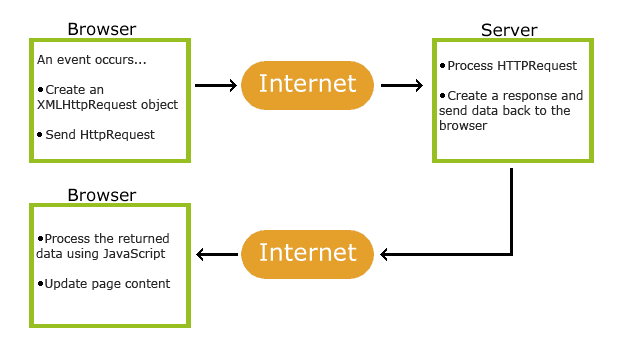 Browser
An event occurs...
•Create an
XMLHttpRequest object
• Send HttpRequest
Internet
Server
•Process HTTPRequest
•Create a response and
send data back to the
browser
Browser
•Process the returned
data using JavaScript
•Update page content
Internet